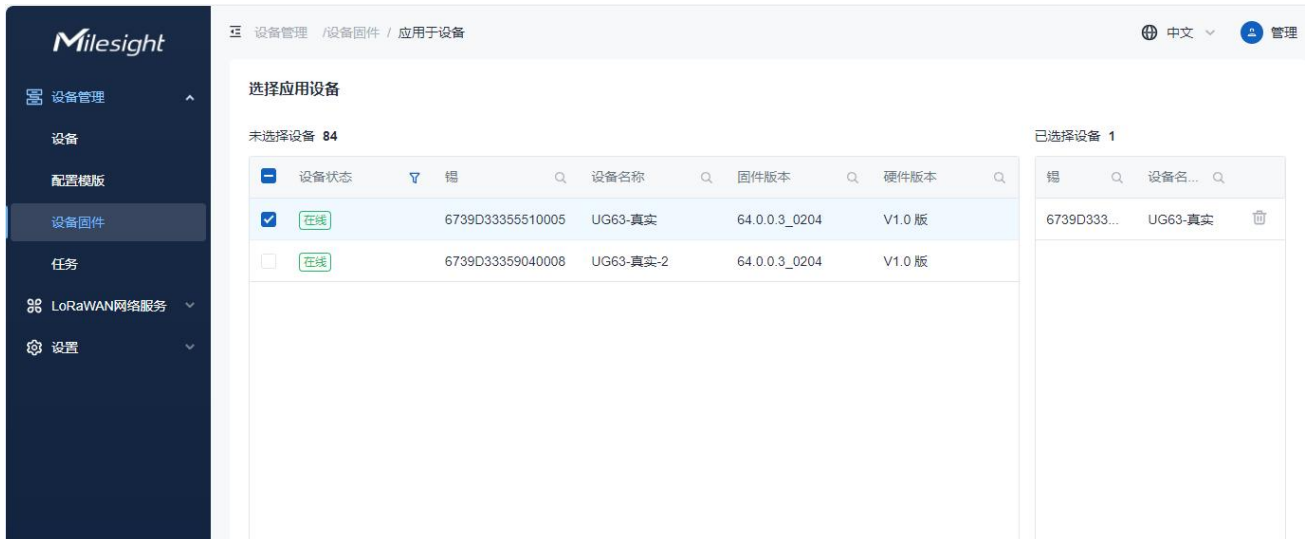 Milesight
设备管理 /设备固件 / 应用于设备
中文
管理
设备管理
设备
配置模版
设备固件
任务
LoRaWAN网络服务
设置
选择应用设备
未选择设备 84
设备状态 锡 设备名称 固件版本 硬件版本
在线 6739D33355510005 UG63-真实 64.0.0.3_0204 V1.0 版
在线 6739D33359040008 UG63-真实-2 64.0.0.3_0204 V1.0 版
已选择设备 1
锡 设备名...
6739D333... UG63-真实